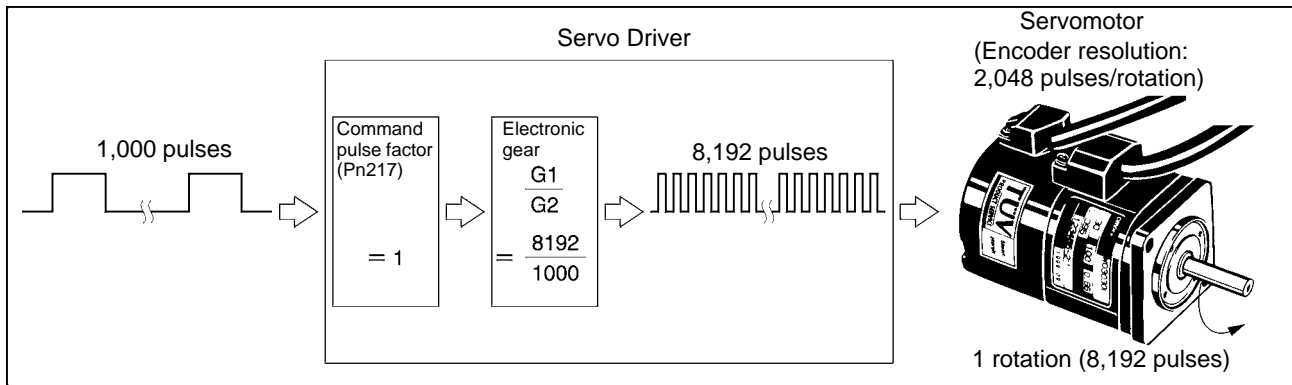 Servo Driver
Servomotor
(Encoder resolution:
2,048 pulses/rotation)
1,000 pulses
Command
pulse factor
(Pn217)
= 1
Electronic
gear
G1
G2
= 8192
1000
8,192 pulses
TÜV
1 rotation (8,192 pulses)